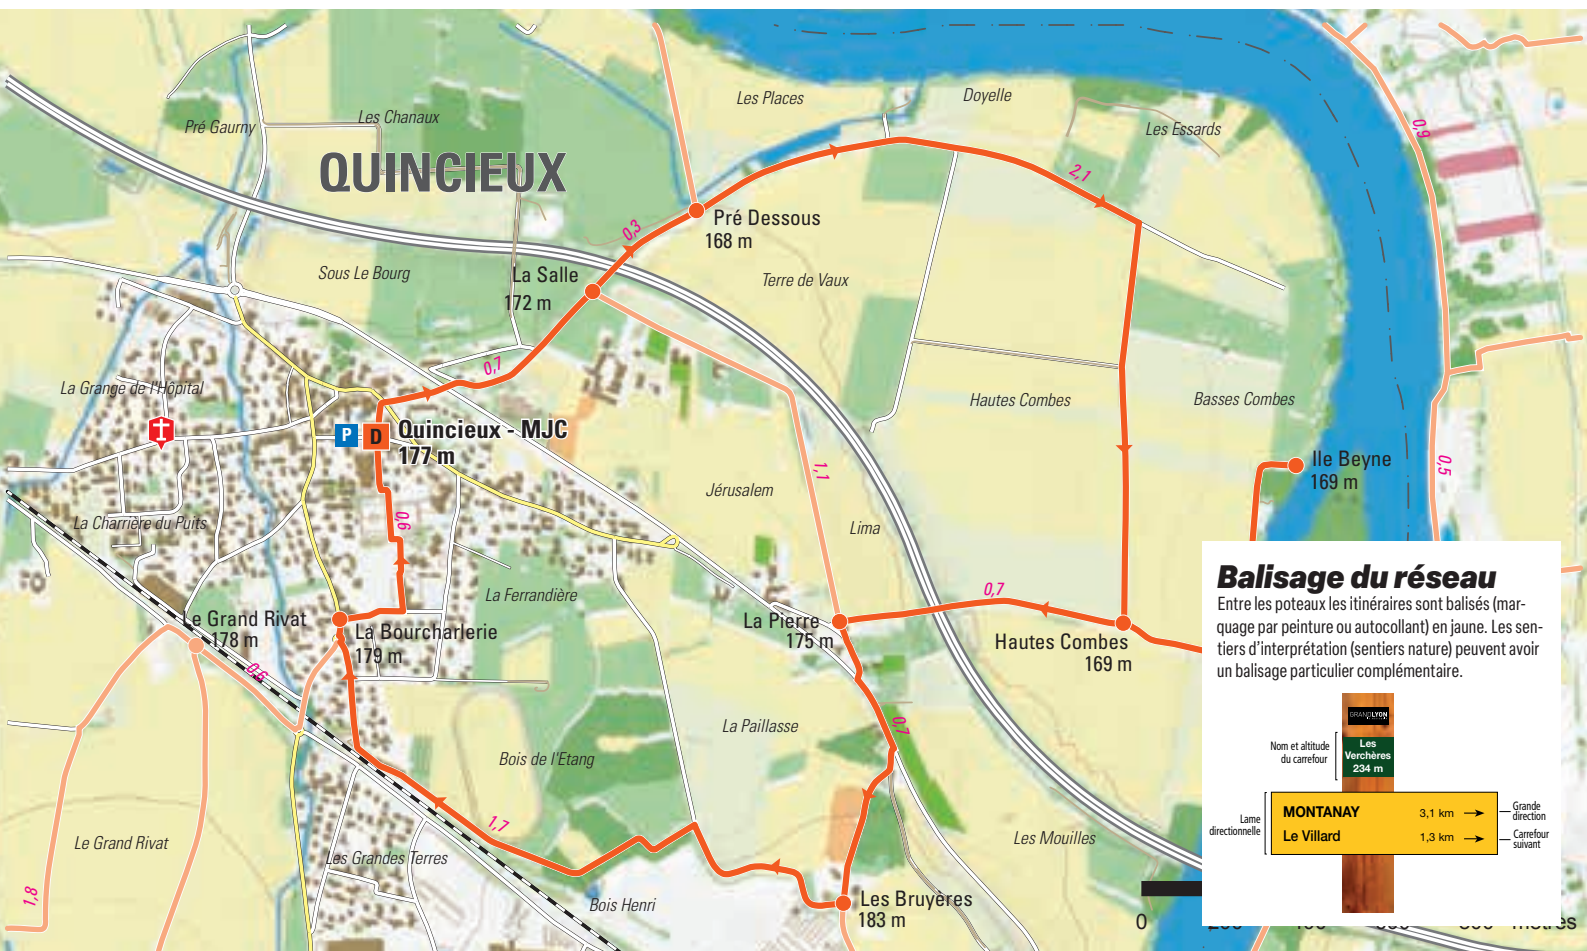 Les Places
Doyelle
Les Essards
Pré Gaurny
Les Chanaux
QUINCIEUX
0,9
2,1
0,3
Pré Dessous
168 m
Sous Le Bourg
La Salle
172 m
Terre de Vaux
0,7
La Grange de l'Hôpital
Hautes Combes
Basses Combes
P
D
Quincieux - MJC
177 m
Ile Beyne
169 m
0,5
1,1
Jérusalem
Lima
La Charrière du Puits
0,6
La Ferrandière
0,7
Le Grand Rivat
178 m
La Bourcharlerie
179 m
La Pierre
175 m
Hautes Combes
169 m
0,6
La Paillasse
0,7
Bois de l'Etang
1,7
Le Grand Rivat
Les Grandes Terres
Les Mouilles
1,8
Bois Henri
Les Bruyères
183 m
0
Balisage du réseau
Entre les poteaux les itinéraires sont balisés (mar-
quage par peinture ou autocollant) en jaune. Les sen-
tiers d'interprétation (sentiers nature) peuvent avoir
un balisage particulier complémentaire.
GRANDLYON
Nom et altitude
du carrefour
Les
Verchères
234 m
Lame
directionnelle
MONTANAY 3,1 km
Le Villard 1,3 km
Grande
direction
Carrefour
suivant